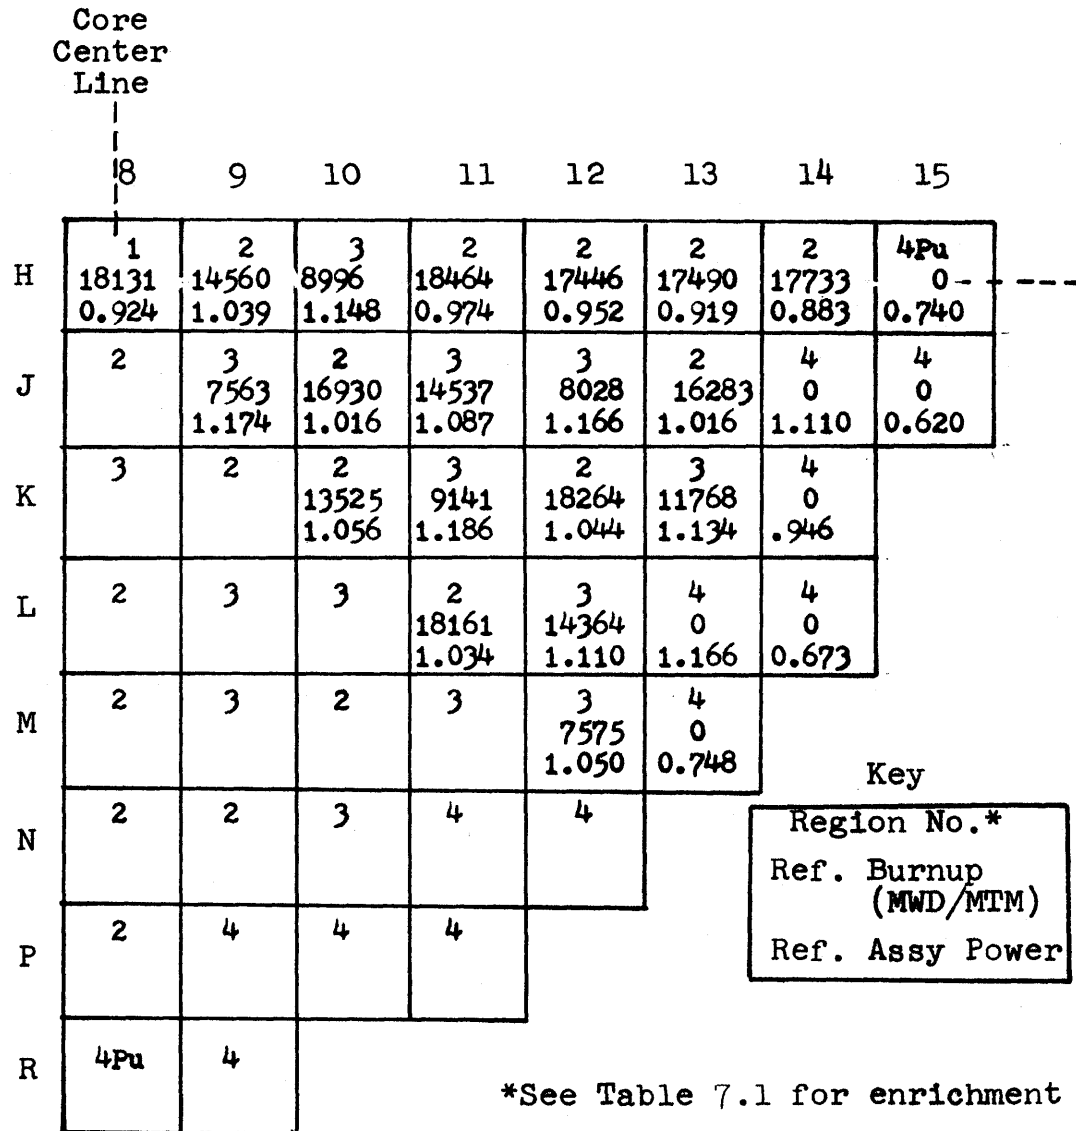 Core
Center
Line
8 9 10 11 12 13 14 15
H
1 2 3 2 2 2 2 4Pu
18131 14560 8996 18464 17446 17490 17733 0
0.924 1.039 1.148 0.974 0.952 0.919 0.883 0.740
J
2 3 2 3 3 2 4 4
7563 16930 14537 8028 16283 0 0
1.174 1.016 1.087 1.166 1.016 1.110 0.620
K
3 2 2 3 2 3 4
13525 9141 18264 11768 0
1.056 1.186 1.044 1.134 .946
L
2 3 3 2 3 4 4
18161 14364 0 0
1.034 1.110 1.166 0.673
M
2 3 2 3 3 4
7575 0
1.050 0.748
Key
N
2 2 3 4 4
Region No.*
Ref. Burnup
(MWD/MTM)
Ref. Assy Power
P
2 4 4 4
R
4Pu 4
*See Table 7.1 for enrichment